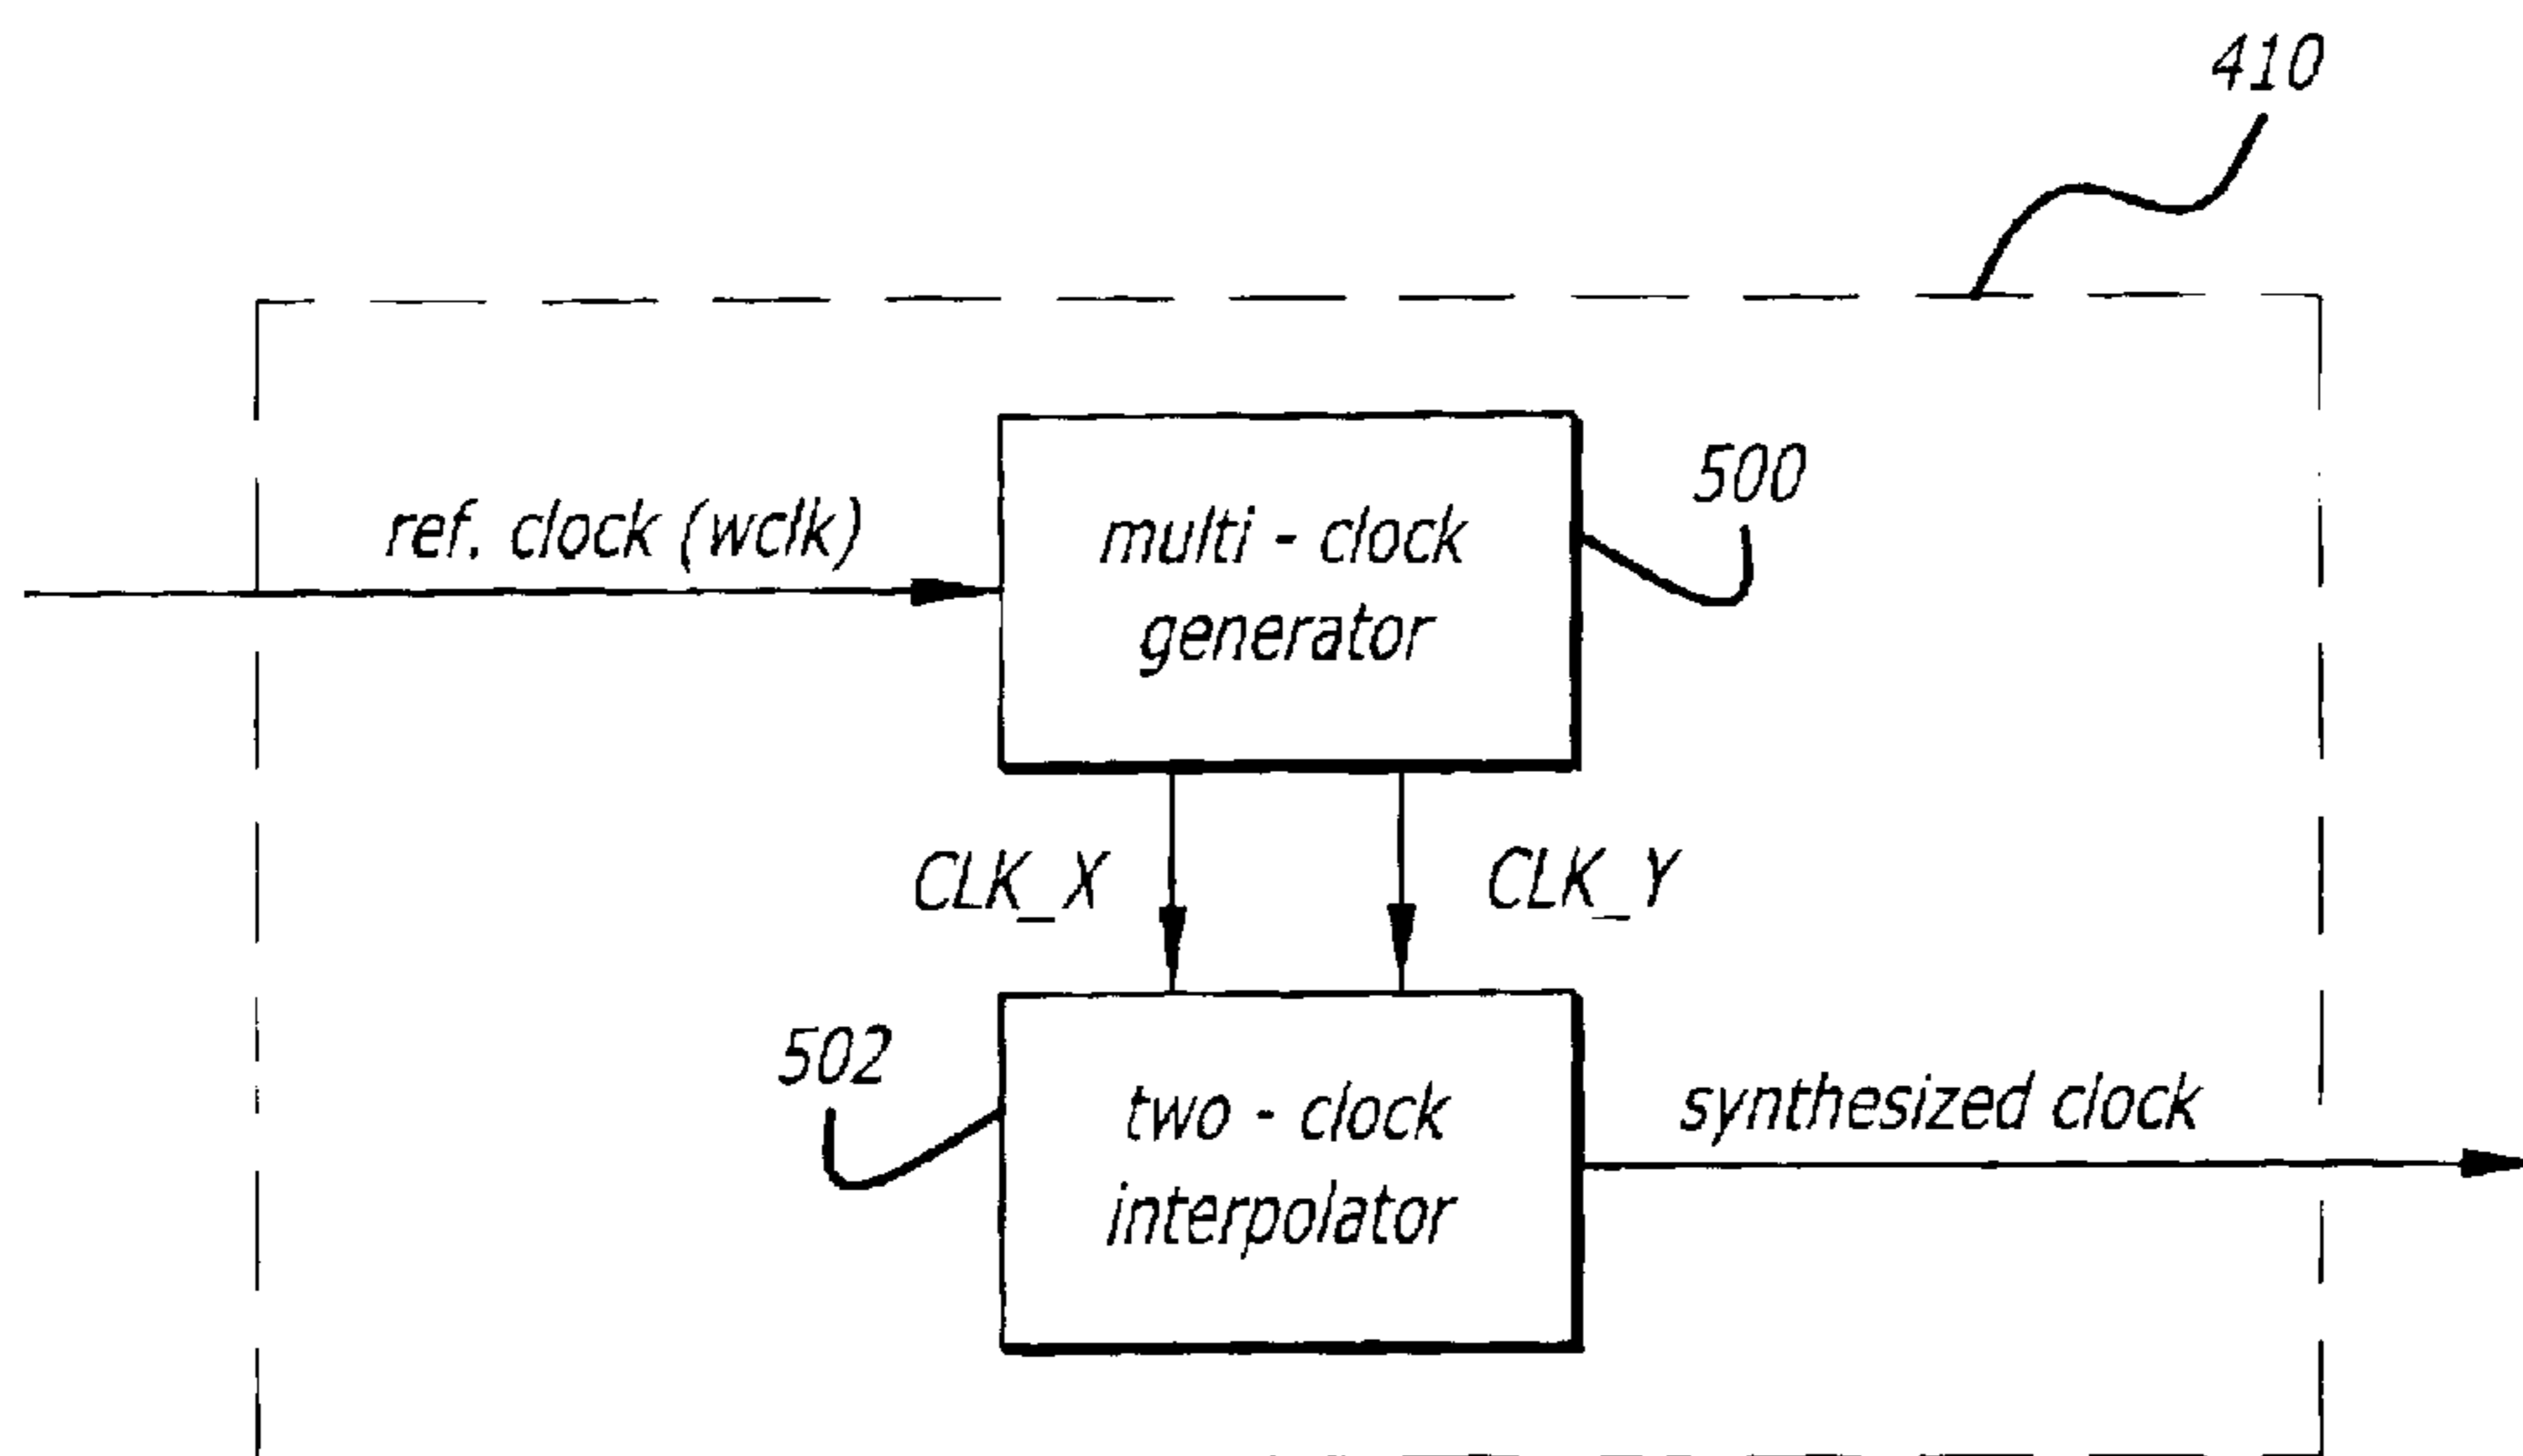 410
500
ref. clock (wclk)
multi - clock
generator
CLK_X
CLK_Y
502
two - clock
interpolator
synthesized clock